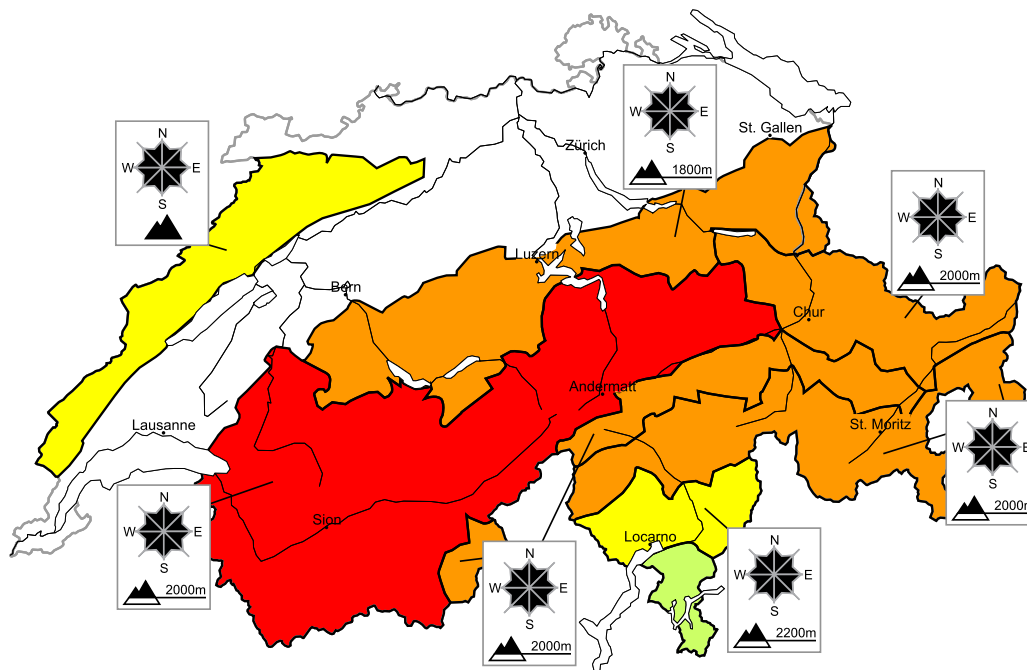 N
W E
S
1800m
St. Gallen
Zürich
N
W E
S
N
W E
S
2000m
Luzern
Bern
Chur
Andermatt
Lausanne
St. Moritz
N
W E
S
2000m
N
W E
S
2000m
Sion
Locarno
N
W E
S
2200m
N
W E
S
2000m